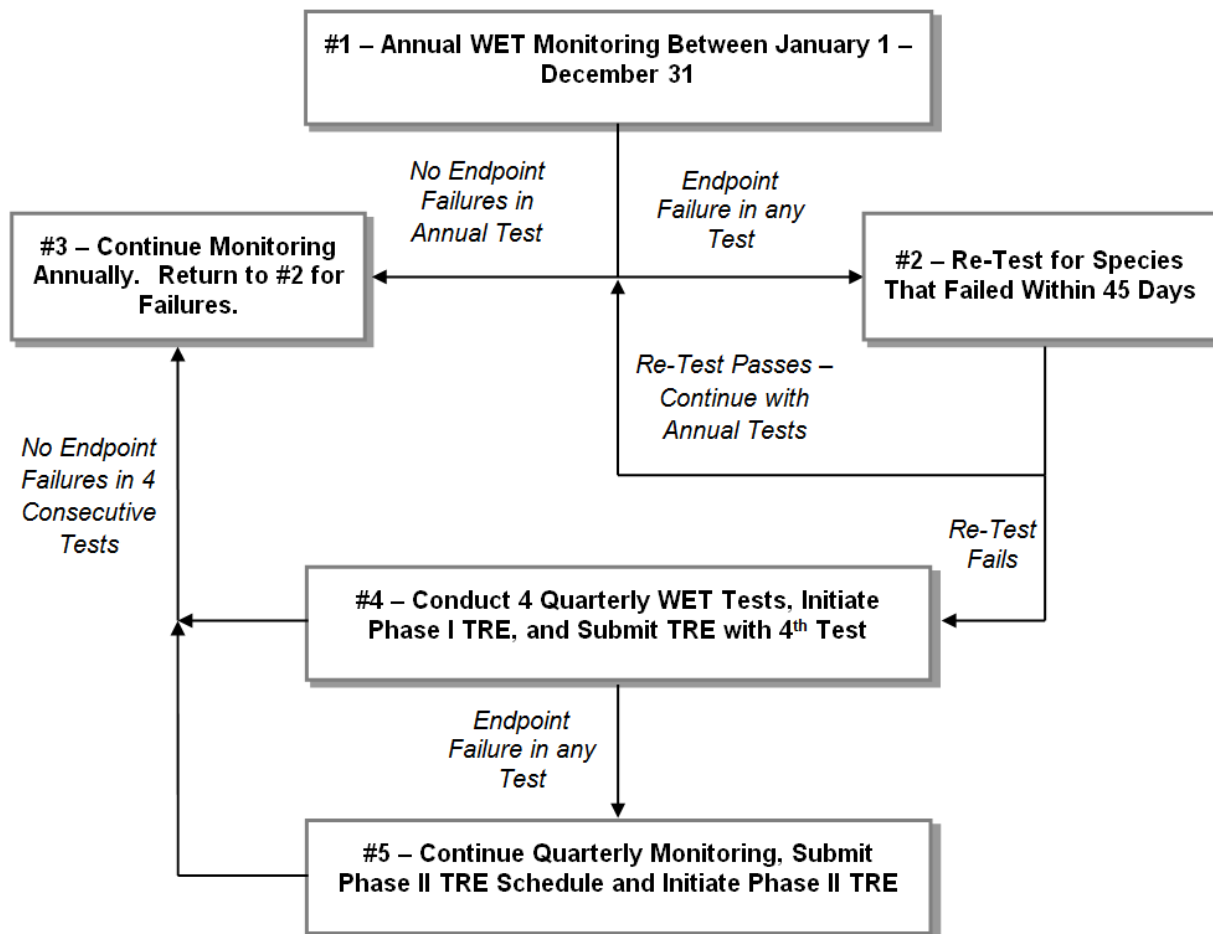 #1 – Annual WET Monitoring Between January 1 –
December 31
No Endpoint
Failures in
Annual Test
Endpoint
Failure in any
Test
#3 – Continue Monitoring
Annually.   Return to #2 for
Failures.
#2 – Re-Test for Species
That Failed Within 45 Days
Re-Test Passes –
Continue with
Annual Tests
No Endpoint
Failures in 4
Consecutive
Tests
Re-Test
Fails
#4 – Conduct 4 Quarterly WET Tests, Initiate
Phase I TRE, and Submit TRE with 4th Test
Endpoint
Failure in any
Test
#5 – Continue Quarterly Monitoring, Submit
Phase II TRE Schedule and Initiate Phase II TRE